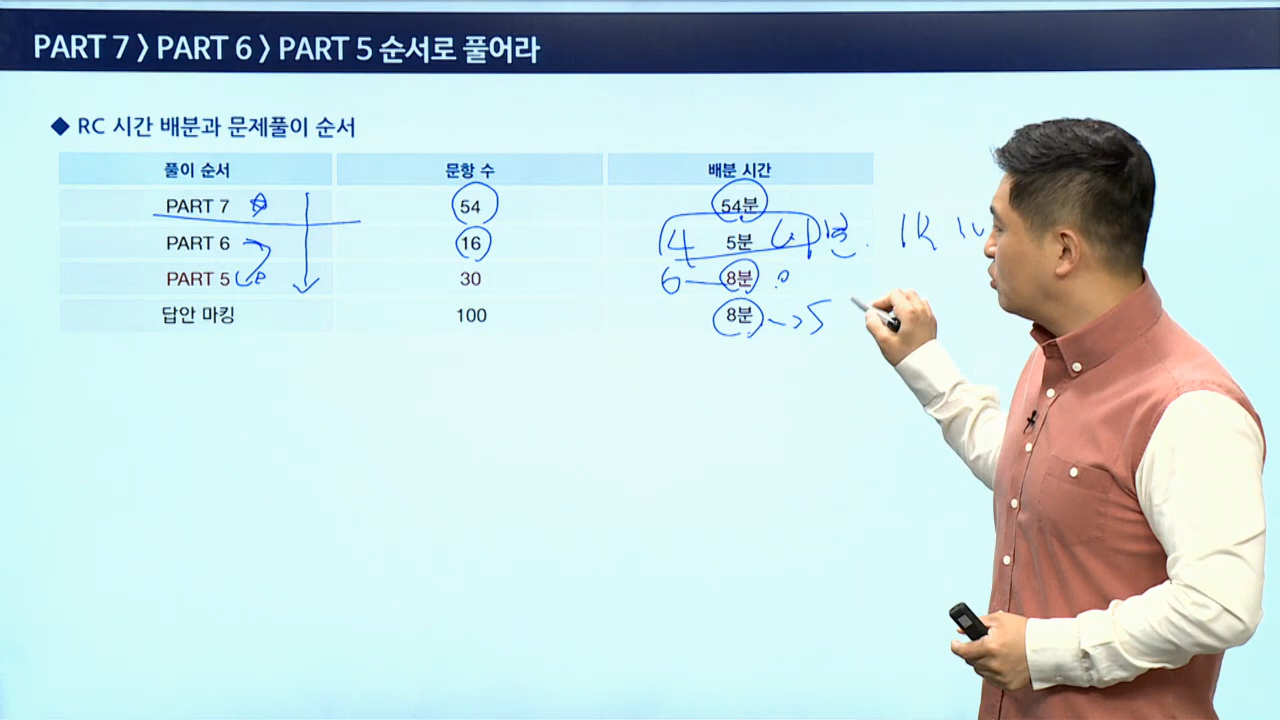 PART 7 > PART 6 > PART 5 순서로 풀어라
◆ RC 시간 배분과 문제풀이 순서
풀이 순서 문항 수 배분 시간
PART 7 54 54분
PART 6 16 4 5분
PART 5 30 6 8분
답안 마킹 100 8분 5